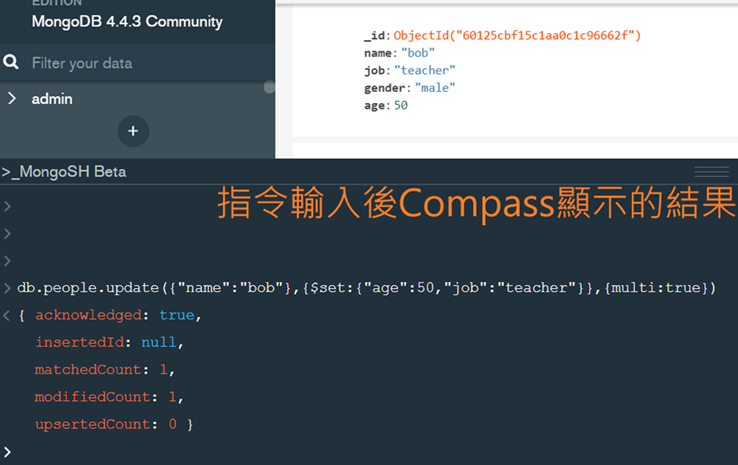 EDITION
MongoDB 4.4.3 Community
Filter your data
admin
+
_id: ObjectId("60125cbf15c1aa0c1c96662f")
name: "bob"
job: "teacher"
gender: "male"
age: 50
>_MongoSH Beta
指令輸入後Compass顯示的結果
>
>
>
> db.people.update({"name":"bob"},{$set:{"age":50,"job":"teacher"}},{multi:true})
< { acknowledged: true,
insertedId: null,
matchedCount: 1,
modifiedCount: 1,
upsertedCount: 0 }
>